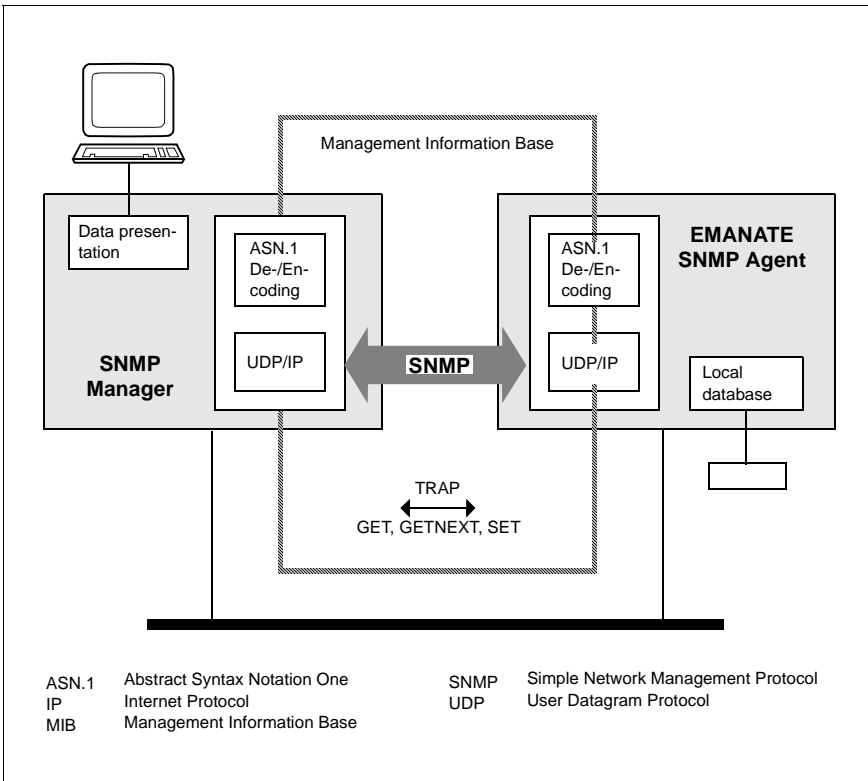 Management Information Base
Data presen-
tation
ASN.1
De-/En-
coding
UDP/IP
SNMP
Manager
SNMP
ASN.1
De-/En-
coding
UDP/IP
EMANATE
SNMP Agent
Local
database
TRAP
GET, GETNEXT, SET
ASN.1 Abstract Syntax Notation One
IP Internet Protocol
MIB Management Information Base
SNMP Simple Network Management Protocol
UDP User Datagram Protocol